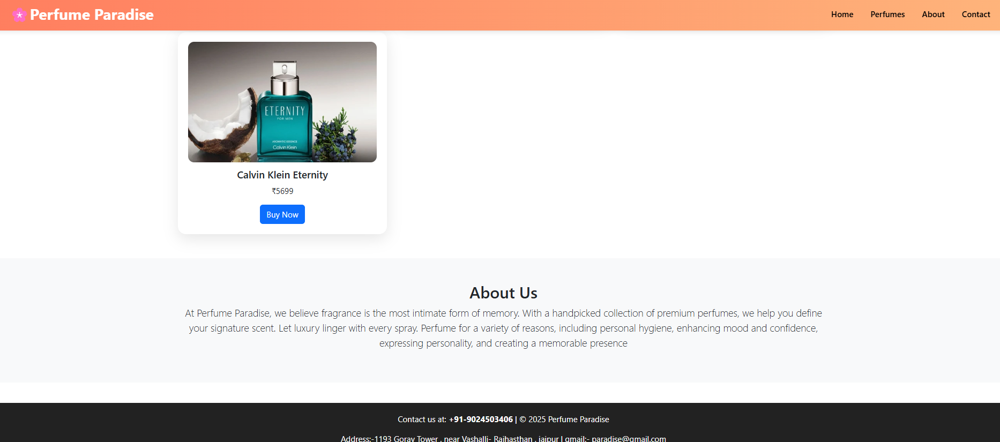 Perfume Paradise
Home Perfumes About Contact
ETERNITY
FOR MEN
AROMATIC ESSENCE
Calvin Klein
Calvin Klein Eternity
₹5699
Buy Now
About Us
At Perfume Paradise, we believe fragrance is the most intimate form of memory. With a handpicked collection of premium perfumes, we help you define
your signature scent. Let luxury linger with every spray. Perfume for a variety of reasons, including personal hygiene, enhancing mood and confidence,
expressing personality, and creating a memorable presence
Contact us at: +91-9024503406 | © 2025 Perfume Paradise
Address:-1193 Gorav Tower , near Vashalli- Rajhasthan , jaipur | gmail:- paradise@gmail.com